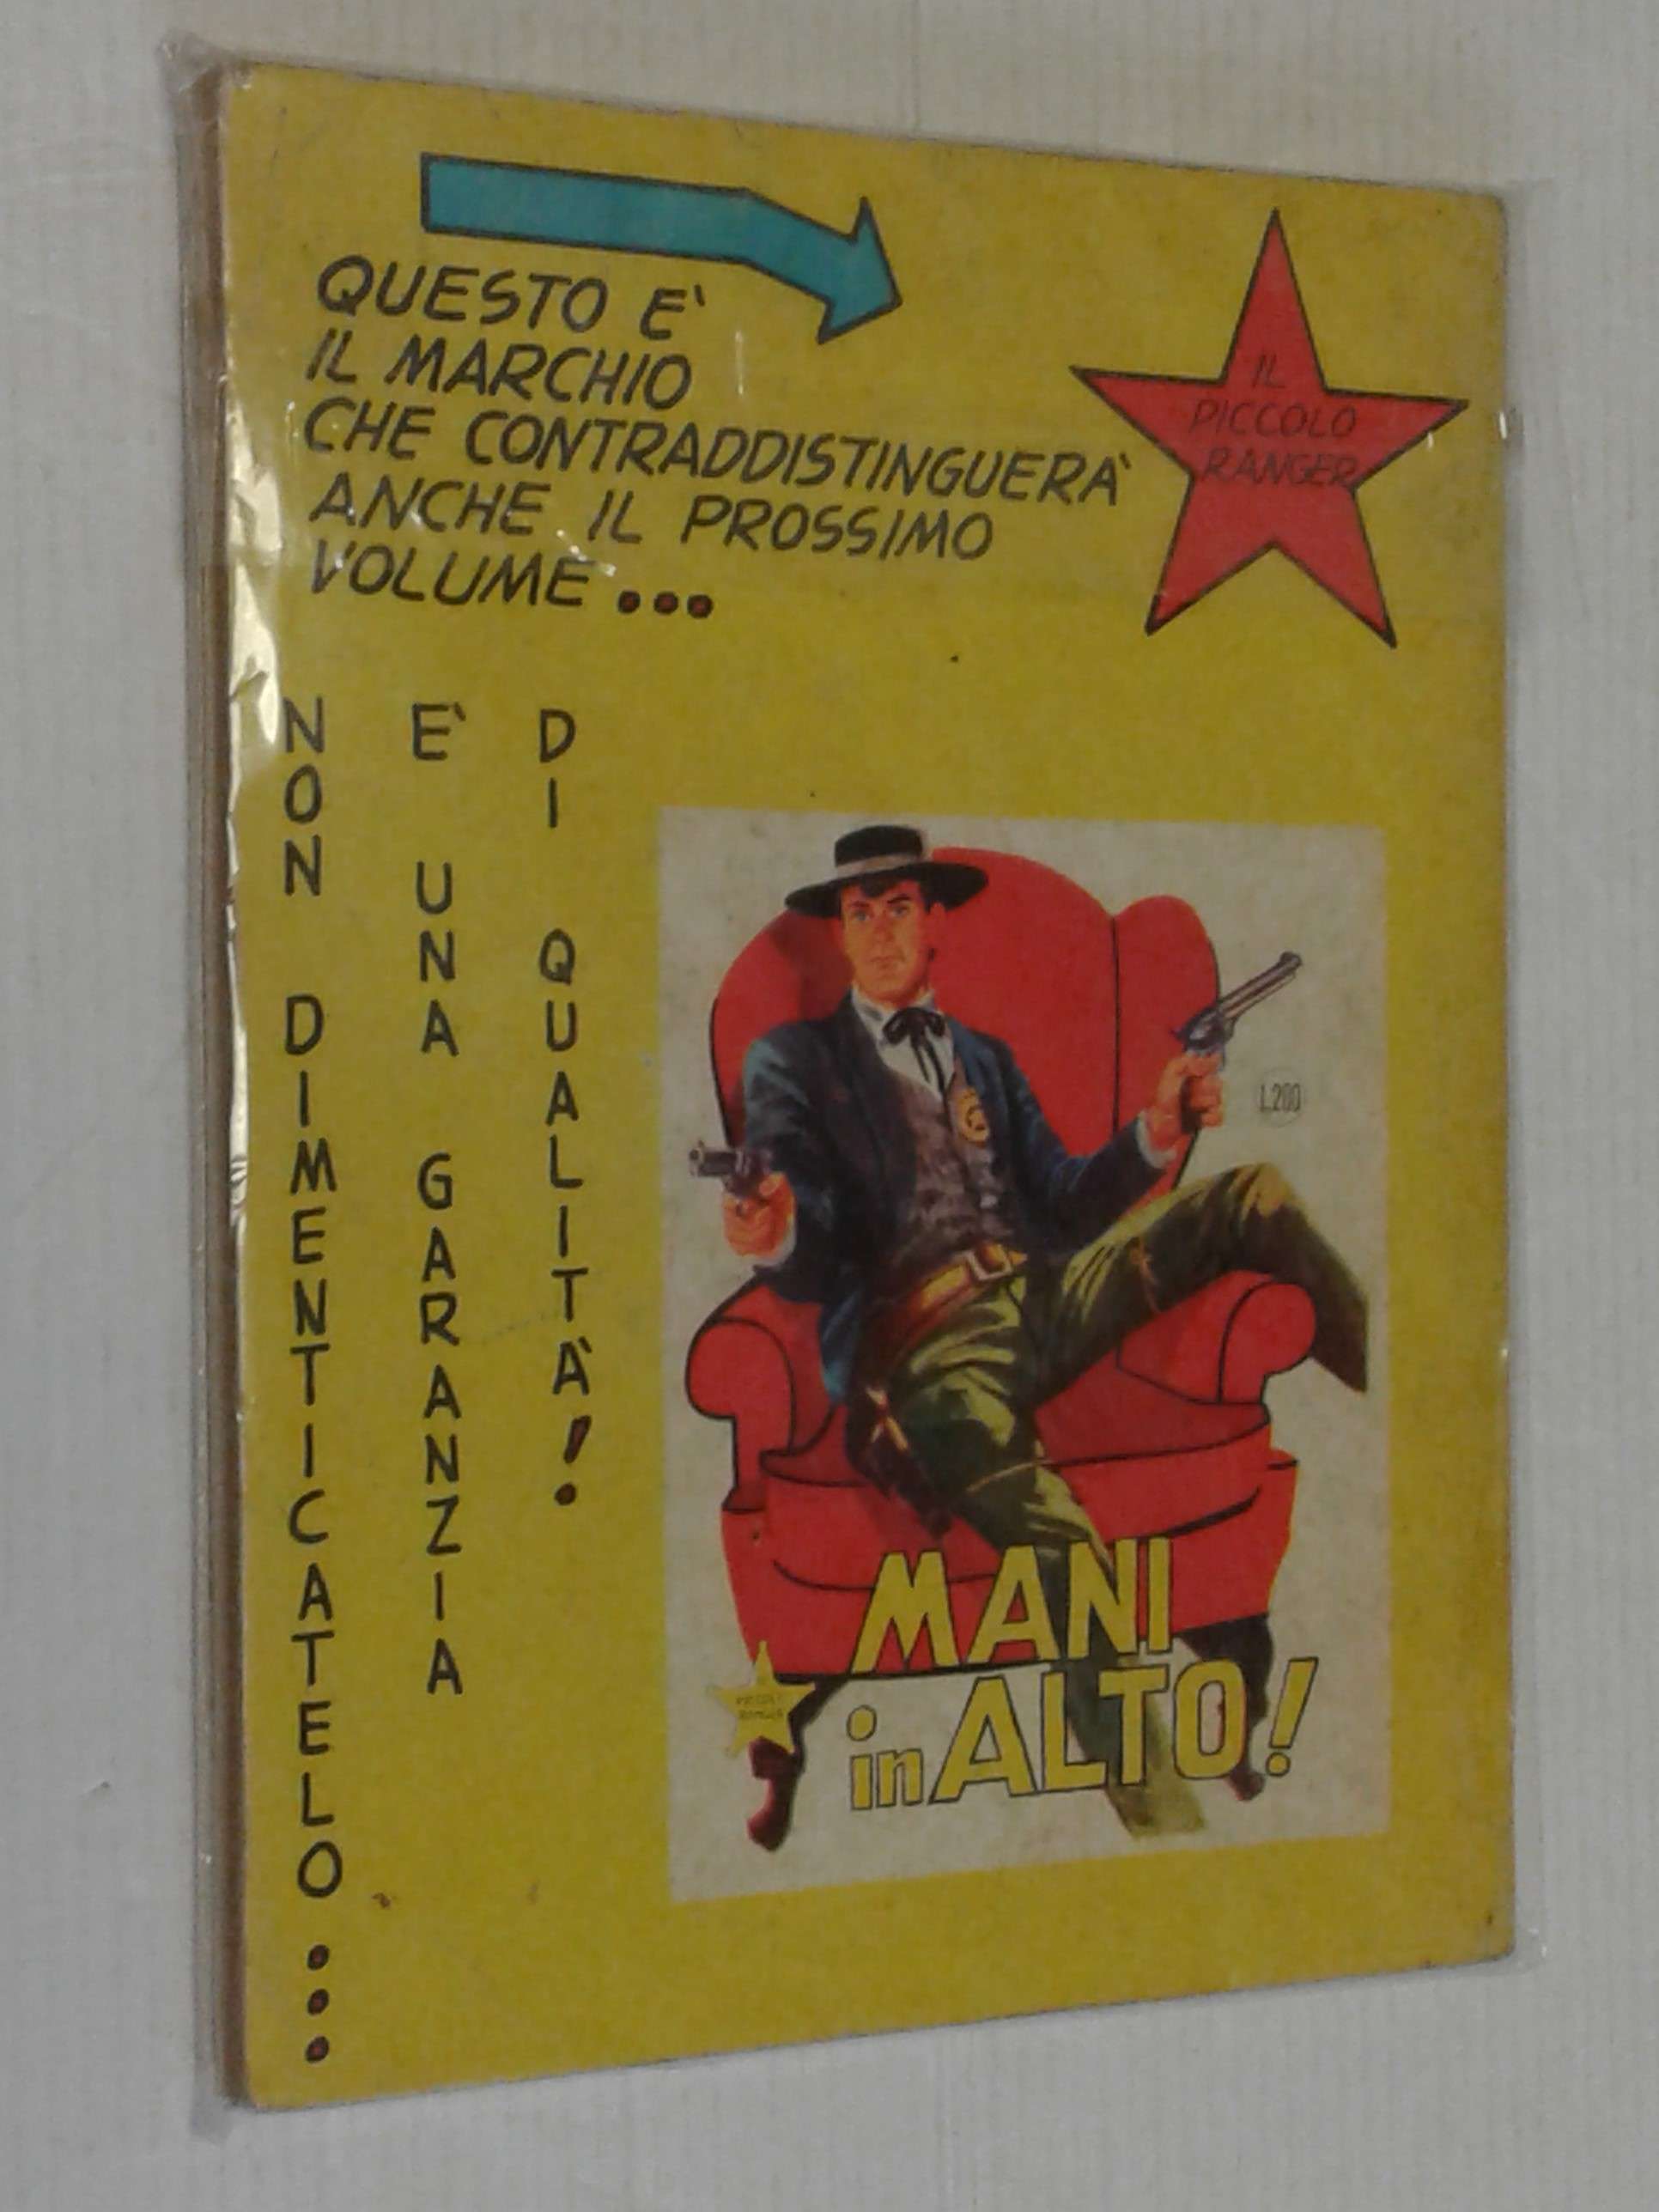 QUESTO E'
IL MARCHIO
CHE CONTRADDISTINGUERA'
ANCHE IL PROSSIMO
VOLUME...
IL
PICCOLO
RANGER
NON DIMENTICATELO...
E' UNA GARANZIA
DI QUALITA'!
L.200
MANI
in ALTO!